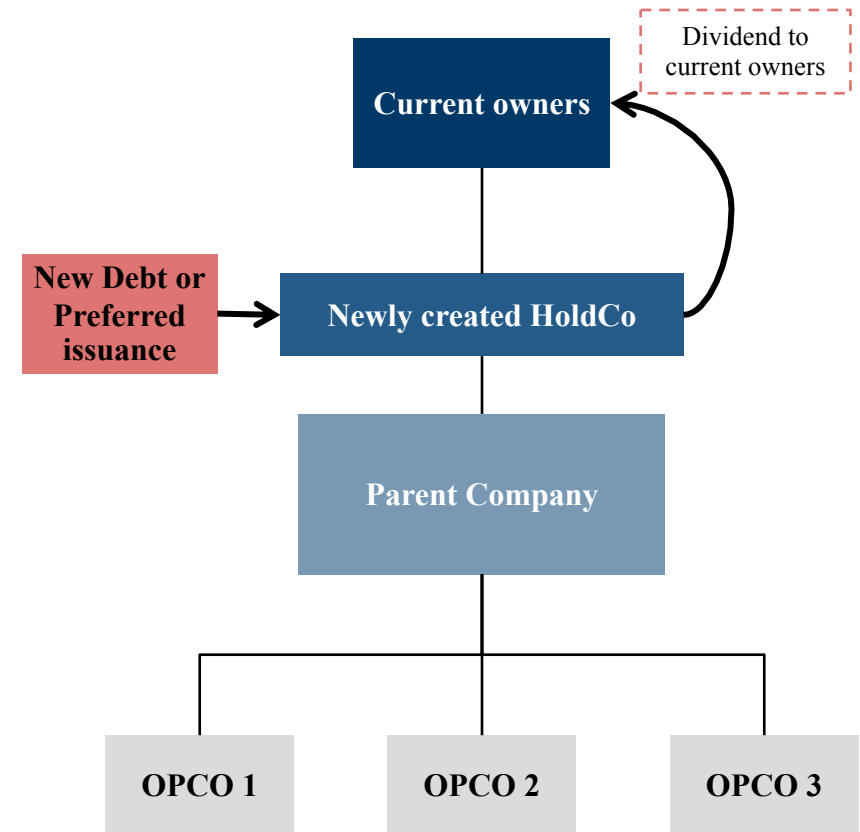 Dividend to
current owners
Current owners
New Debt or
Preferred
issuance
Newly created HoldCo
Parent Company
OPCO 1
OPCO 2
OPCO 3